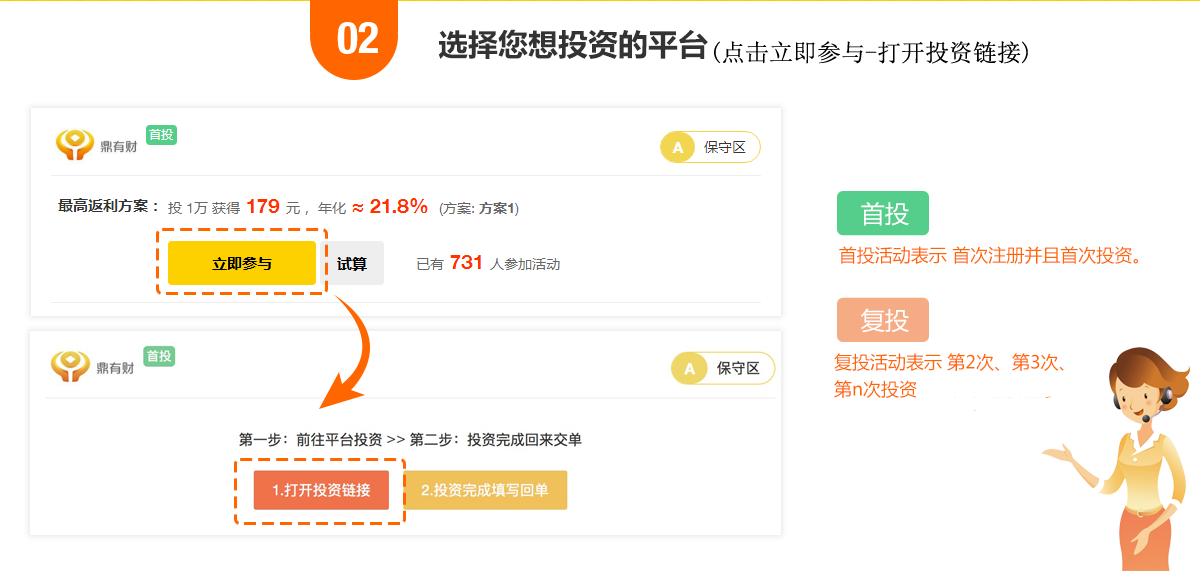 02
选择您想投资的平台(点击立即参与-打开投资链接)
鼎有财 首投
A 保守区
最高返利方案: 投 1万 获得 179 元, 年化 ≈ 21.8% (方案: 方案1)
立即参与 试算 已有 731 人参加活动
鼎有财 首投
A 保守区
第一步: 前往平台投资 >> 第二步: 投资完成回来交单
1.打开投资链接 2.投资完成填写回单
首投
首投活动表示 首次注册并且首次投资。
复投
复投活动表示 第2次、第3次、
第n次投资